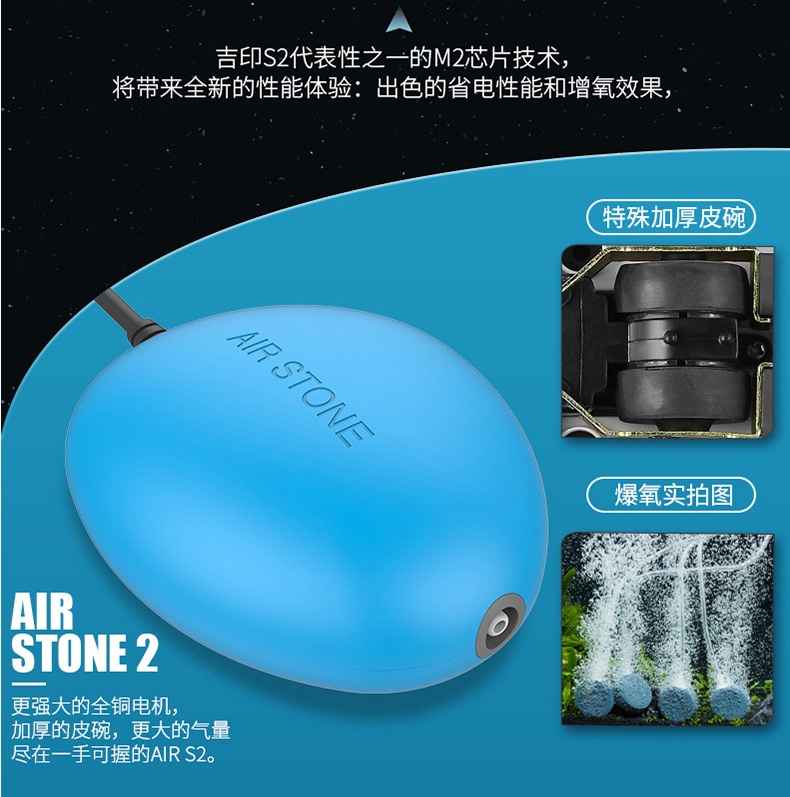 吉印S2代表性之一的M2芯片技术，
将带来全新的性能体验：出色的省电性能和增氧效果，
特殊加厚皮碗
AIR STONE
爆氧实拍图
AIR
STONE 2
更强大的全铜电机，
加厚的皮碗，更大的气量
尽在一手可握的AIR S2。